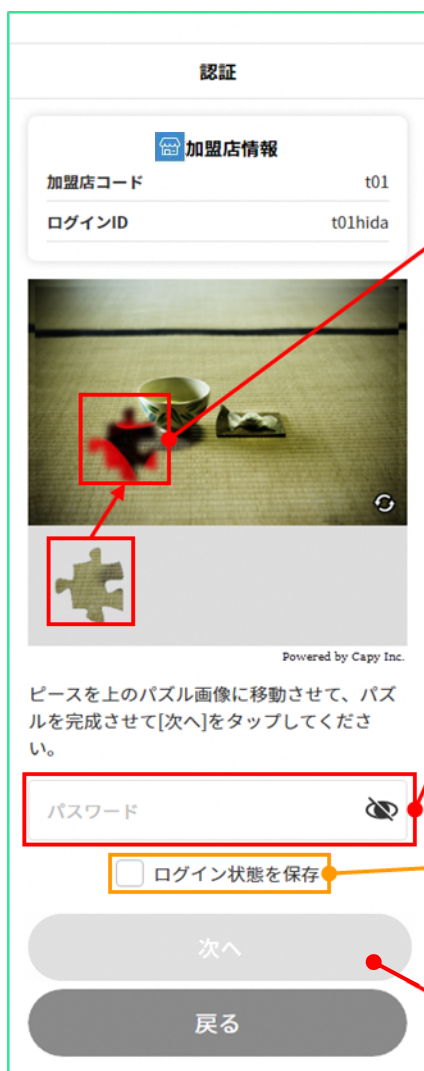 認証
加盟店情報
加盟店コード t01
ログインID t01hida
Powered by Capy Inc.
ピースを上のパズル画像に移動させて、パズ
ルを完成させて[次へ]をタップしてくださ
い。
パスワード
ログイン状態を保存
次へ
戻る